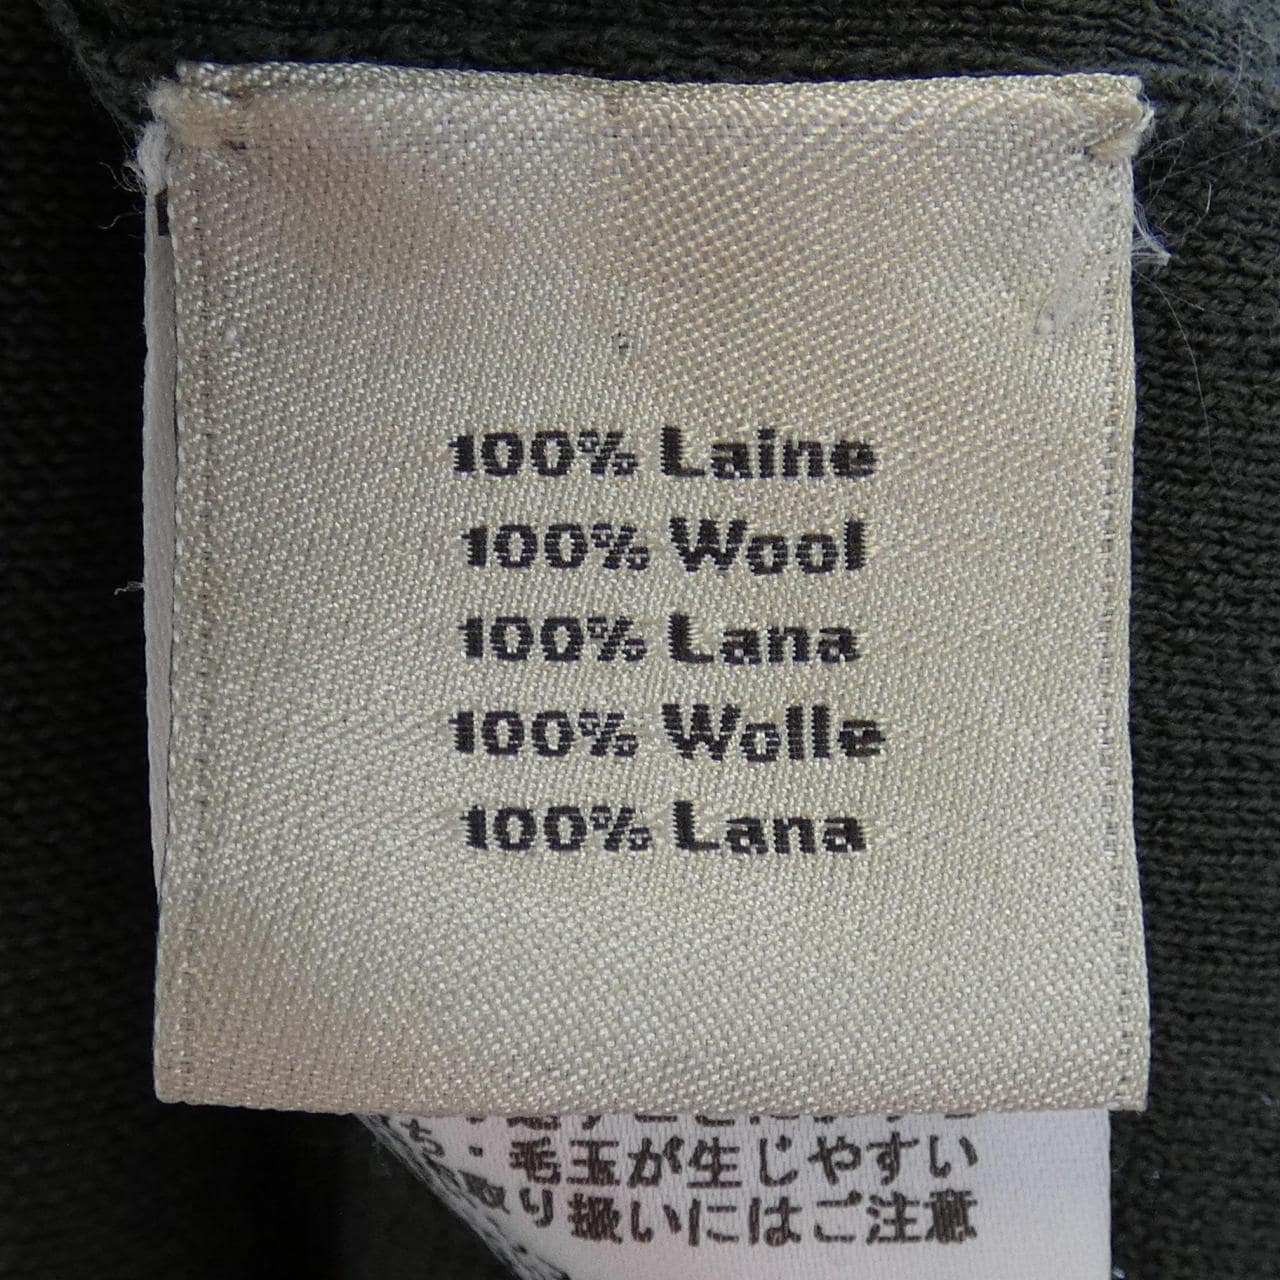 100% Laine
100% Wool
100% Lana
100% Wolle
100% Lana
・毛玉が生じやすい
取り扱いにはご注意